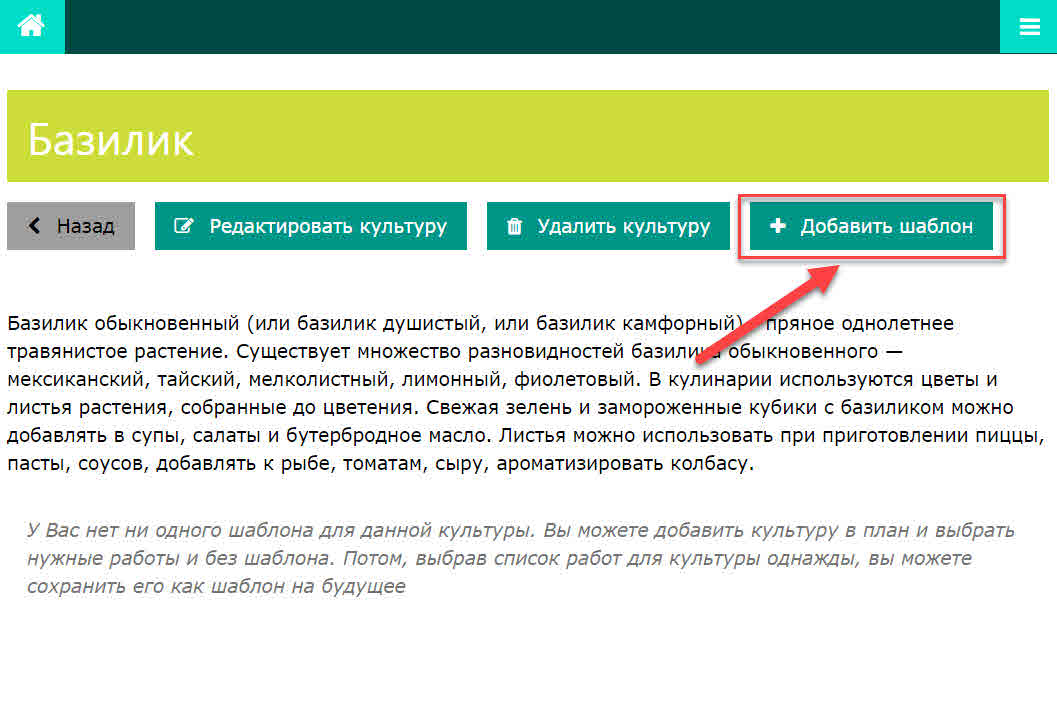 Базилик
Назад
Редактировать культуру
Удалить культуру
Добавить шаблон
Базилик обыкновенный (или базилик душистый, или базилик камфорный) пряное однолетнее
травянистое растение. Существует множество разновидностей базилика обыкновенного —
мексиканский, тайский, мелколистный, лимонный, фиолетовый. В кулинарии используются цветы и
листья растения, собранные до цветения. Свежая зелень и замороженные кубики с базиликом можно
добавлять в супы, салаты и бутербродное масло. Листья можно использовать при приготовлении пиццы,
пасты, соусов, добавлять к рыбе, томатам, сыру, ароматизировать колбасу.
У Вас нет ни одного шаблона для данной культуры. Вы можете добавить культуру в план и выбрать
нужные работы и без шаблона. Потом, выбрав список работ для культуры однажды, вы можете
сохранить его как шаблон на будущее